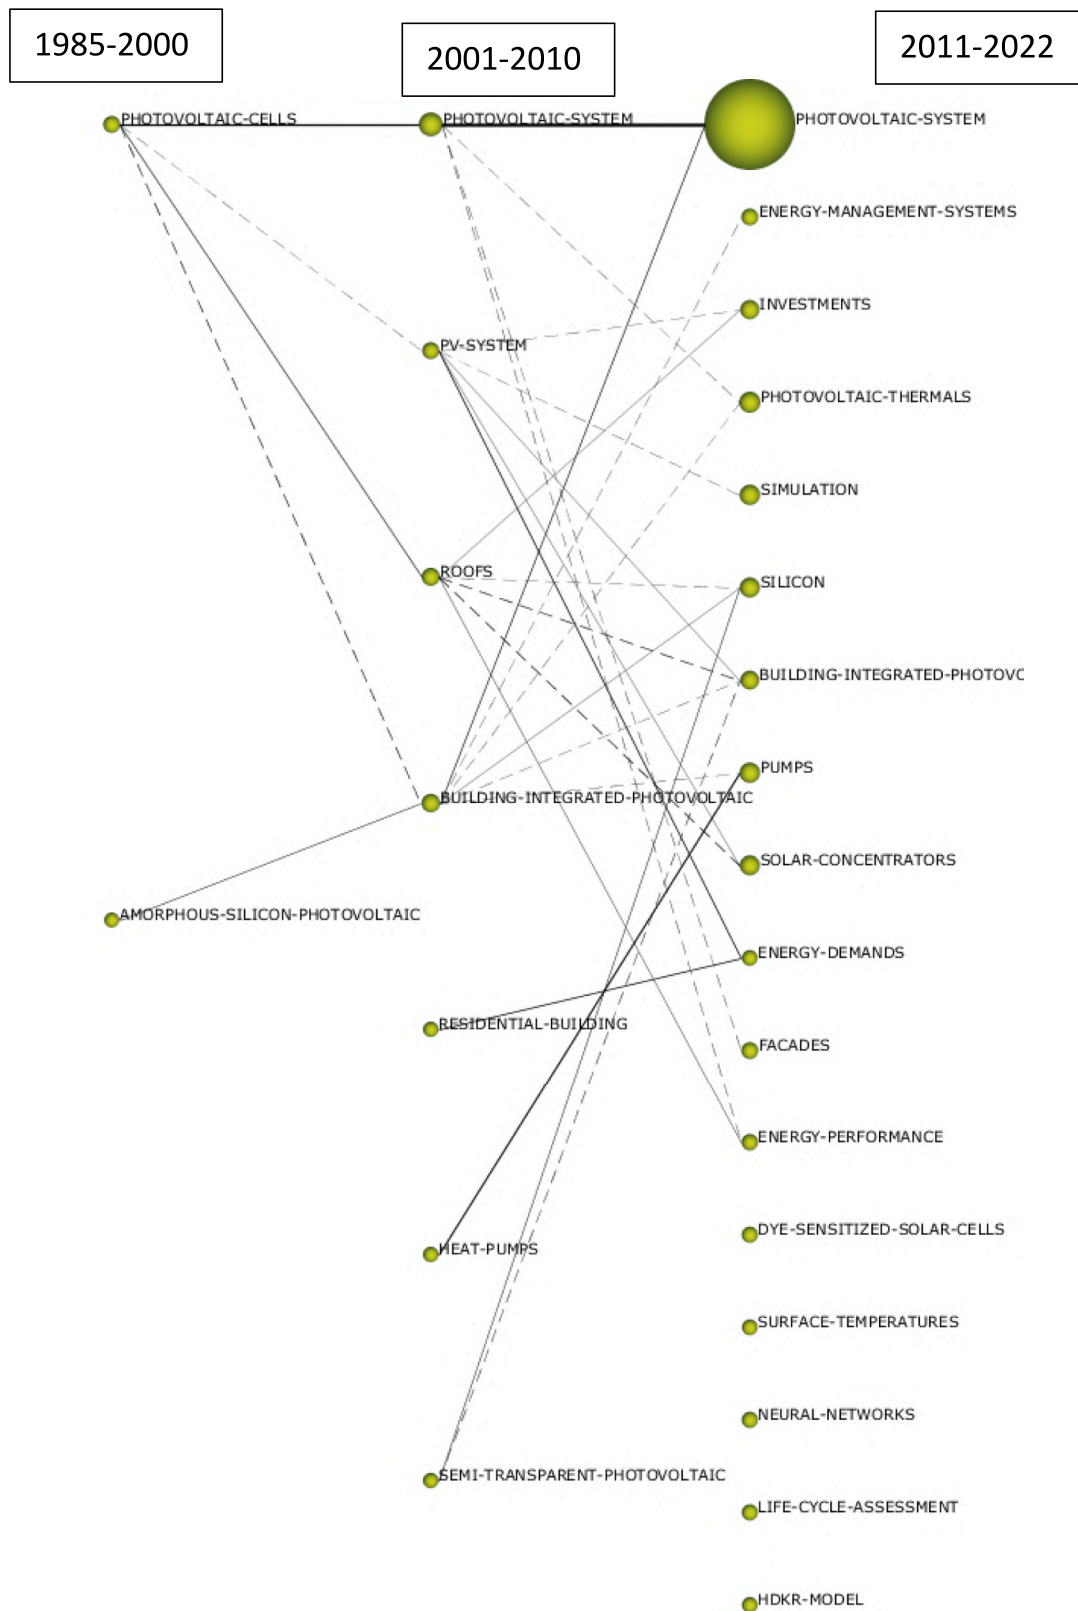 1985-2000
2001-2010
2011-2022
PHOTOVOLTAIC-CELLS
PHOTOVOLTAIC-SYSTEM
PHOTOVOLTAIC-SYSTEM
ENERGY-MANAGEMENT-SYSTEMS
INVESTMENTS
PV-SYSTEM
PHOTOVOLTAIC-THERMALS
SIMULATION
ROOFS
SILICON
BUILDING-INTEGRATED-PHOTOVC
PUMPS
BUILDING-INTEGRATED-PHOTOVOLTAIC
SOLAR-CONCENTRATORS
AMORPHOUS-SILICON-PHOTOVOLTAIC
ENERGY-DEMANDS
RESIDENTIAL-BUILDING
FACADES
ENERGY-PERFORMANCE
DYE-SENSITIZED-SOLAR-CELLS
HEAT-PUMPS
SURFACE-TEMPERATURES
NEURAL-NETWORKS
SEMI-TRANSPARENT-PHOTOVOLTAIC
LIFE-CYCLE-ASSESSMENT
HDKR-MODEL